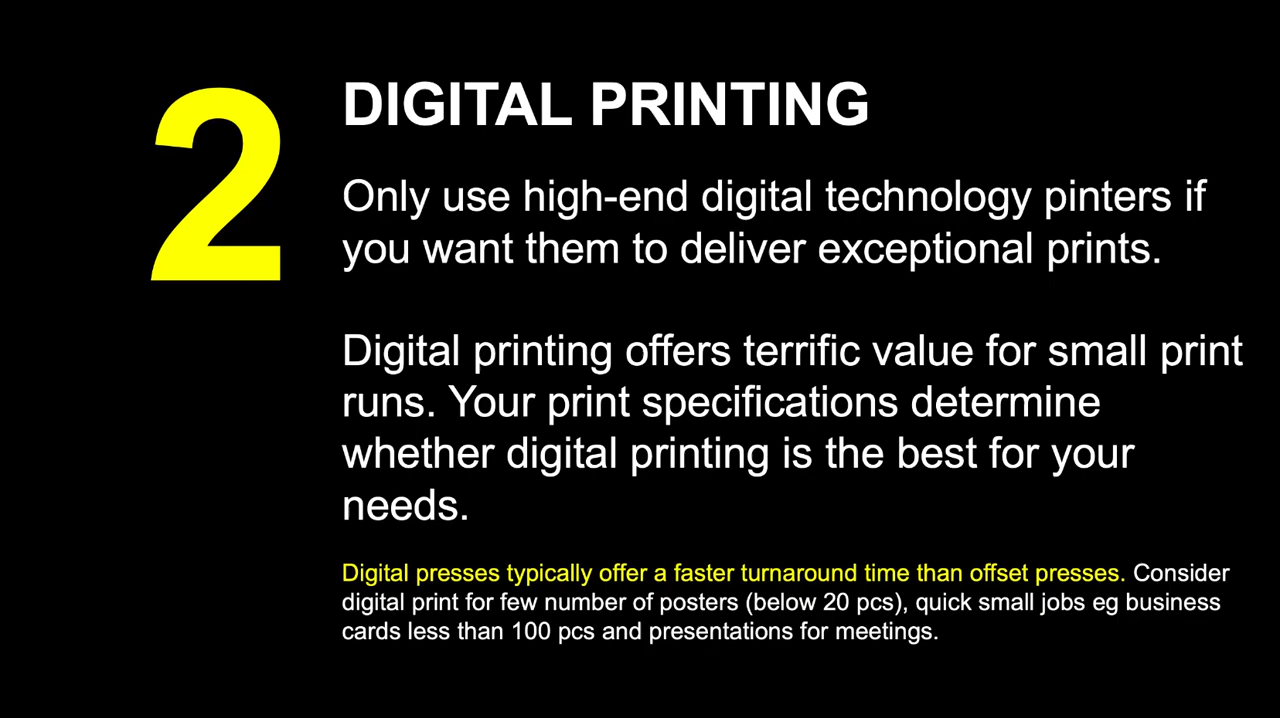 2
DIGITAL PRINTING
Only use high-end digital technology pinters if
you want them to deliver exceptional prints.
Digital printing offers terrific value for small print
runs. Your print specifications determine
whether digital printing is the best for your
needs.
Digital presses typically offer a faster turnaround time than offset presses. Consider
digital print for few number of posters (below 20 pcs), quick small jobs eg business
cards less than 100 pcs and presentations for meetings.